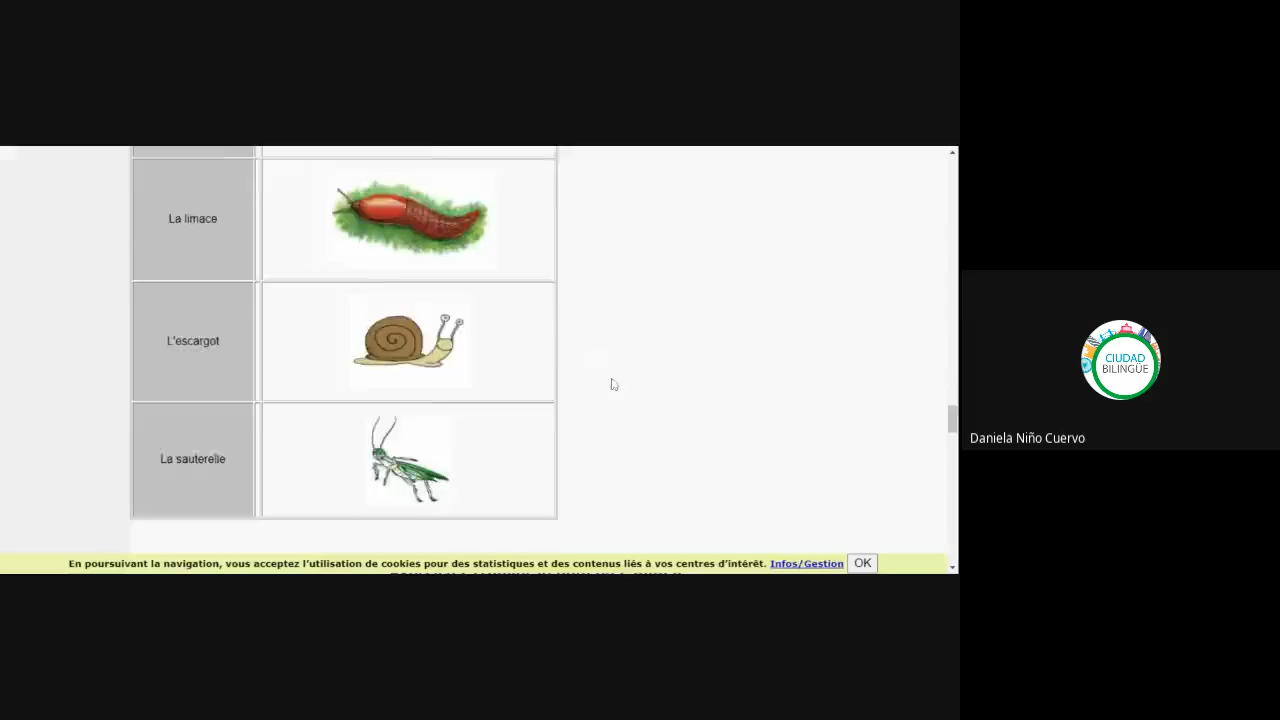 La limace
L'escargot
La sauterelle
En poursuivant la navigation, vous acceptez l'utilisation de cookies pour des statistiques et des contenus liés à vos centres d'intérêt. Infos/Gestion OK
CIUDAD
BILINGÜE
Daniela Niño Cuervo